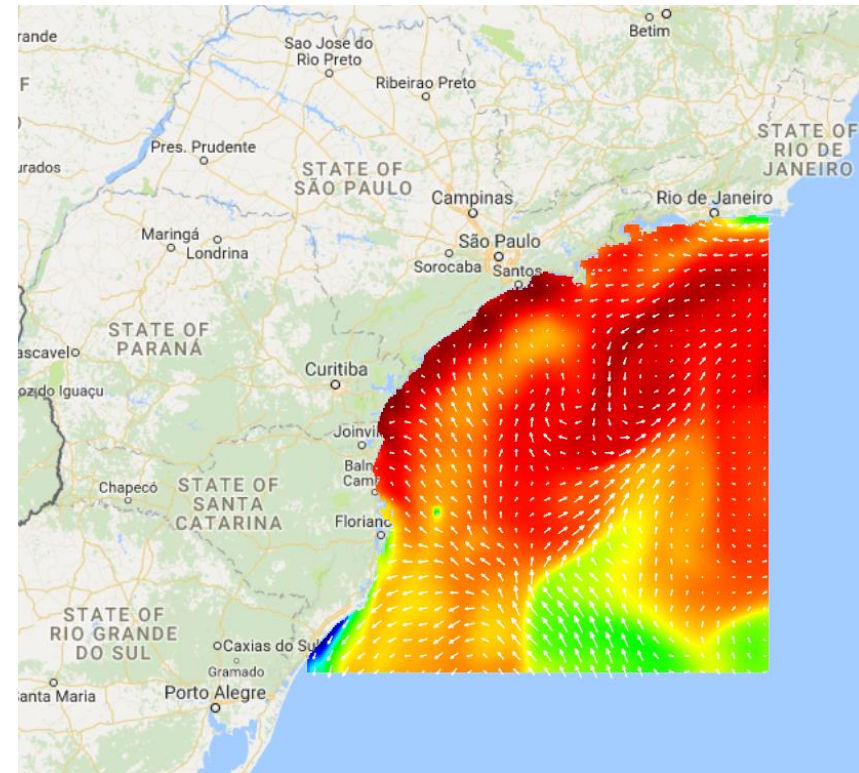 Betim
rande
Sao Jose do
Rio Preto
Ribeirao Preto
F
STATE OF
RIO DE
JANEIRO
Pres. Prudente
urados
STATE OF
SÃO PAULO
Campinas
Rio de Janeiro
Maringá
Londrina
São Paulo
Sorocaba
Santos
STATE OF
PARANÁ
ascavel
Curitiba
oz do Iguaçu
Joinvi
Baln
Cam
Chapecó
STATE OF
SANTA
CATARINA
Floriano
STATE OF
RIO GRANDE
DO SUL
Caxias do Su
Gramado
anta Maria
Porto Alegre